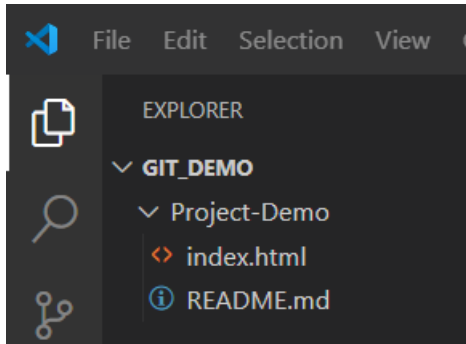 File Edit Selection View
EXPLORER
GIT_DEMO
Project-Demo
index.html
README.md